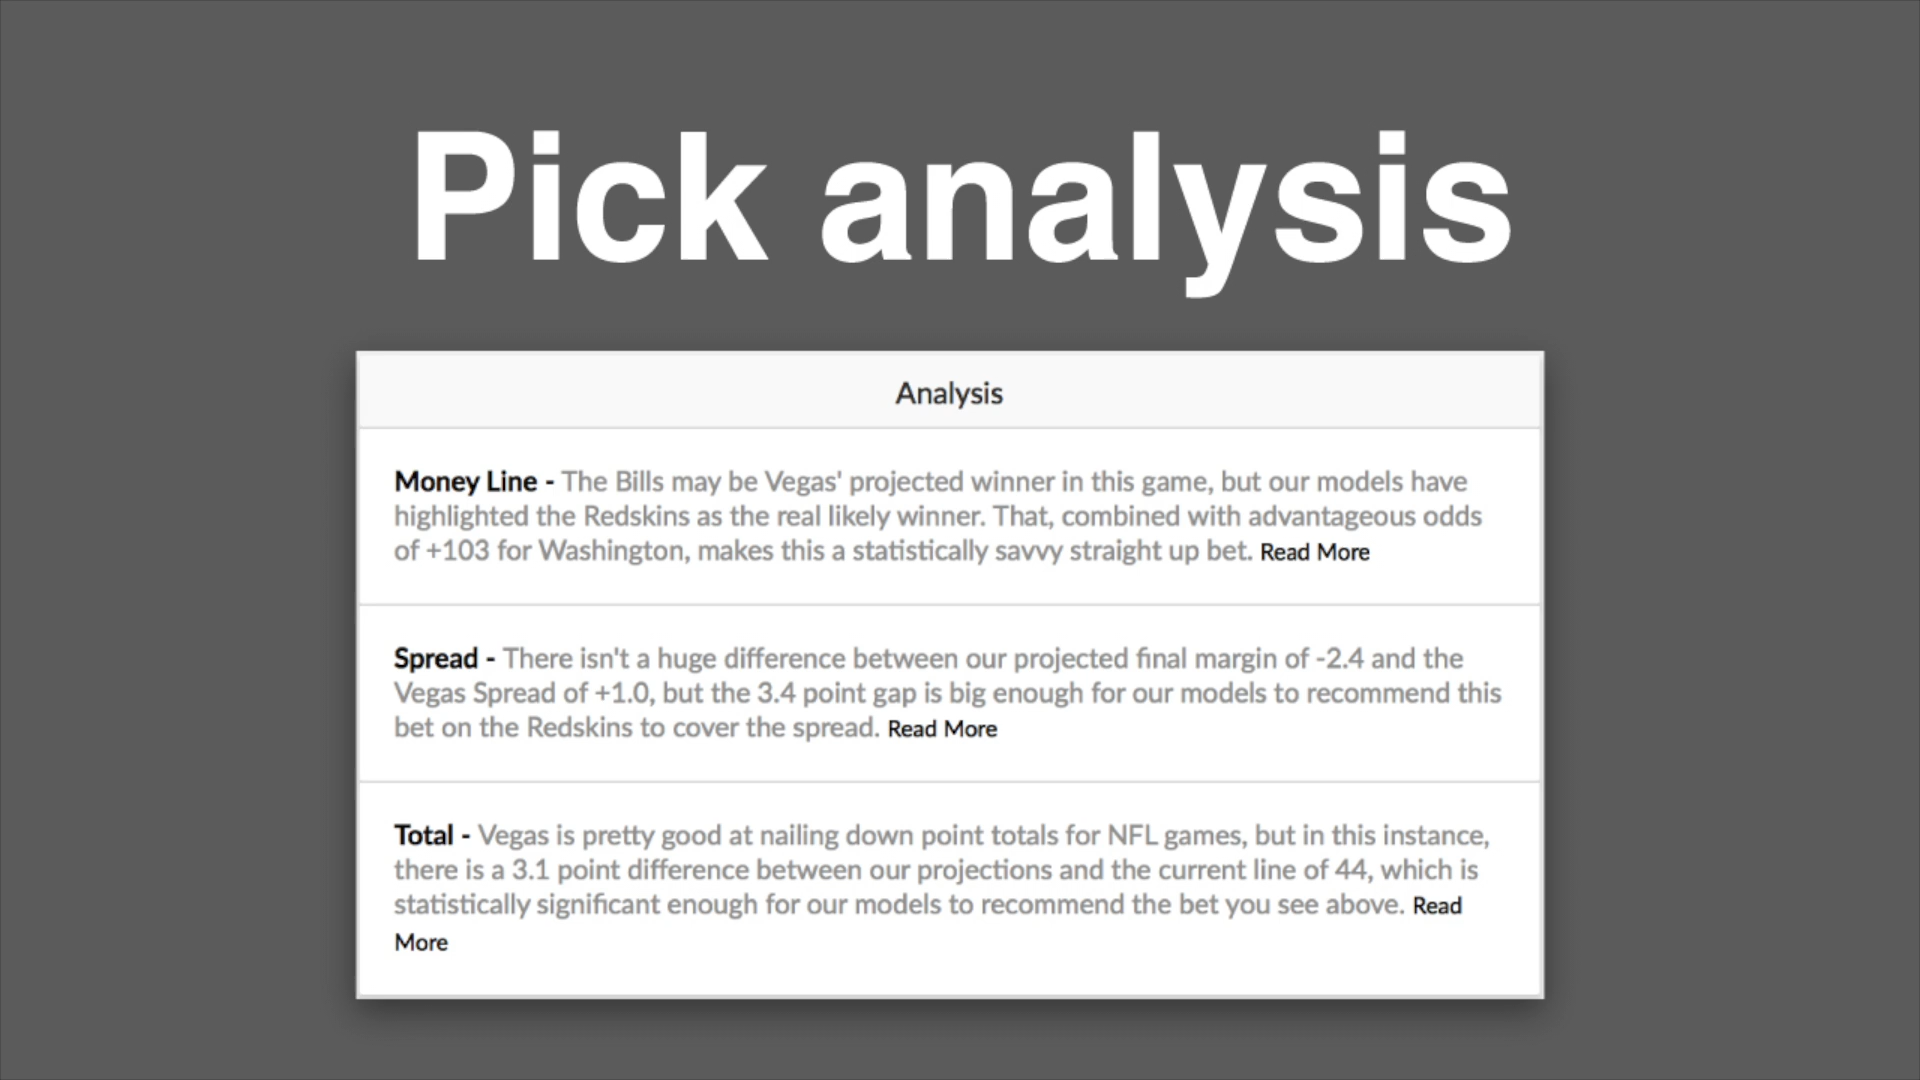 Pick analysis
Analysis
Money Line - The Bills may be Vegas' projected winner in this game, but our models have
highlighted the Redskins as the real likely winner. That, combined with advantageous odds
of +103 for Washington, makes this a statistically savvy straight up bet. Read More
Spread - There isn't a huge difference between our projected final margin of -2.4 and the
Vegas Spread of +1.0, but the 3.4 point gap is big enough for our models to recommend this
bet on the Redskins to cover the spread. Read More
Total - Vegas is pretty good at nailing down point totals for NFL games, but in this instance,
there is a 3.1 point difference between our projections and the current line of 44, which is
statistically significant enough for our models to recommend the bet you see above. Read
More